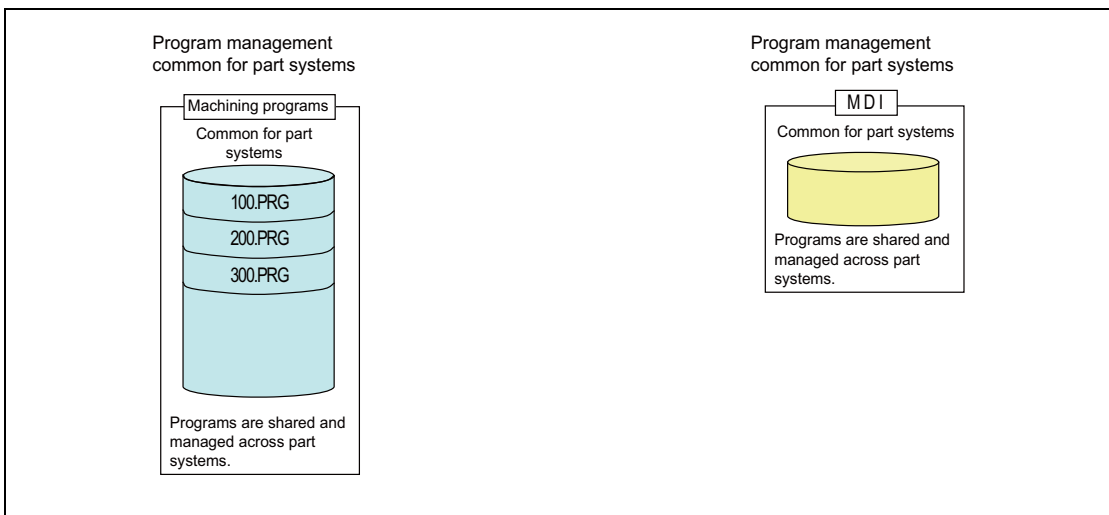 Program management
common for part systems
Machining programs
Common for part
systems
100.PRG
200.PRG
300.PRG
Programs are shared and
managed across part
systems.
Program management
common for part systems
MDI
Common for part systems
Programs are shared and
managed across part
systems.